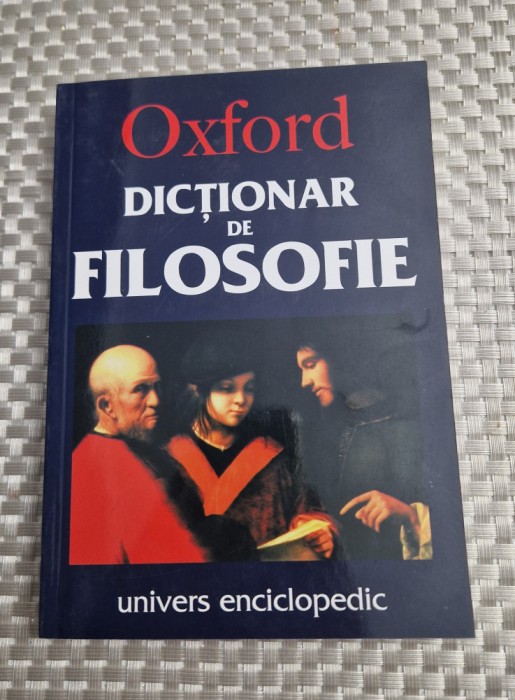 Oxford
DICȚIONAR
DE
FILOSOFIE
univers enciclopedic